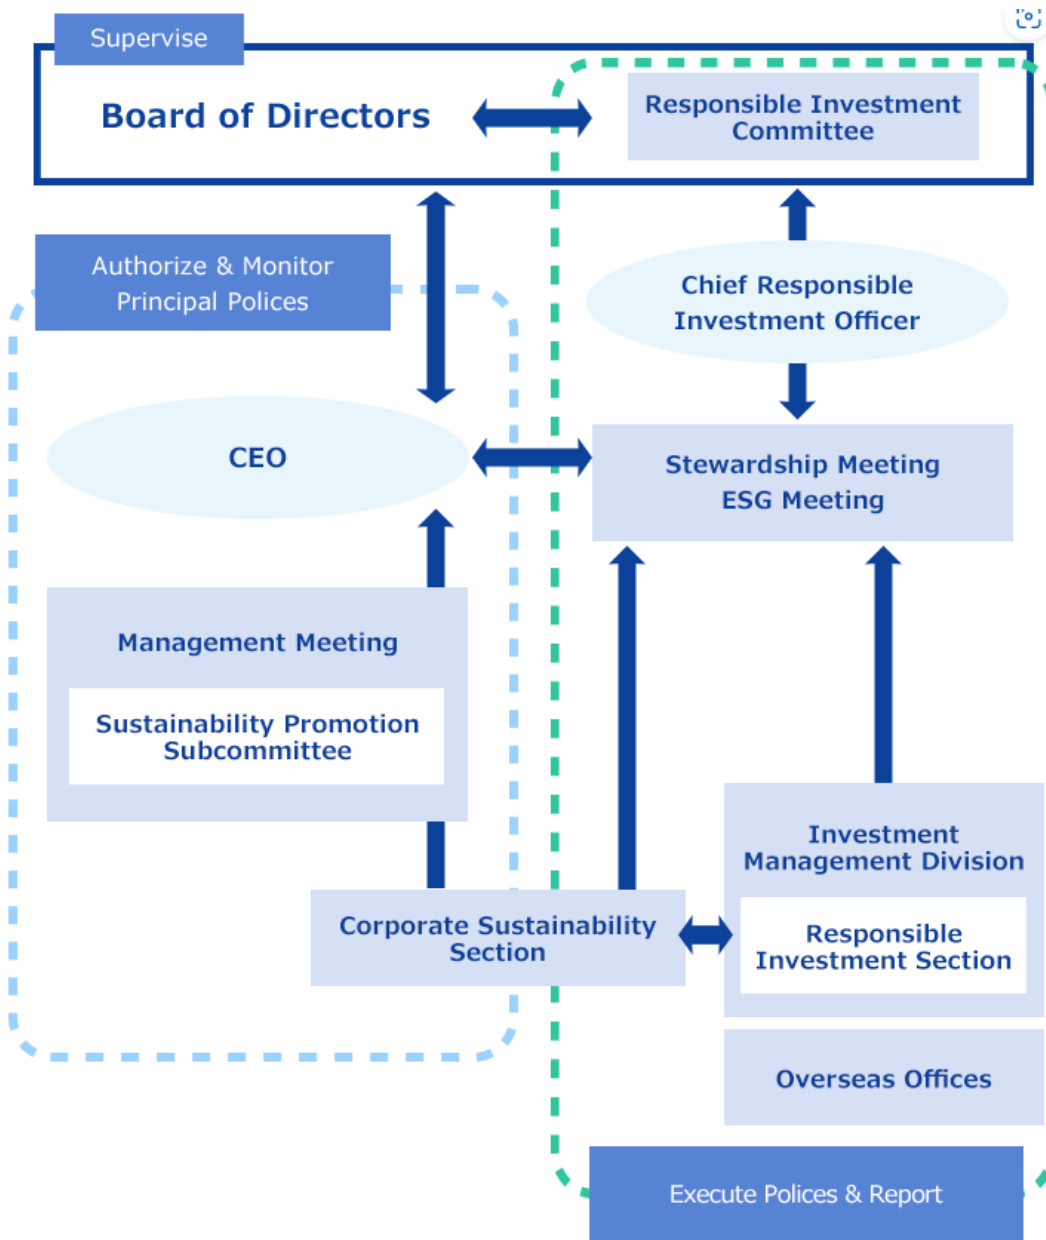 Supervise
Board of Directors
Responsible Investment
Committee
Authorize & Monitor
Principal Polices
Chief Responsible
Investment Officer
CEO
Stewardship Meeting
ESG Meeting
Management Meeting
Sustainability Promotion
Subcommittee
Investment
Management Division
Corporate Sustainability
Section
Responsible
Investment Section
Overseas Offices
Execute Polices & Report